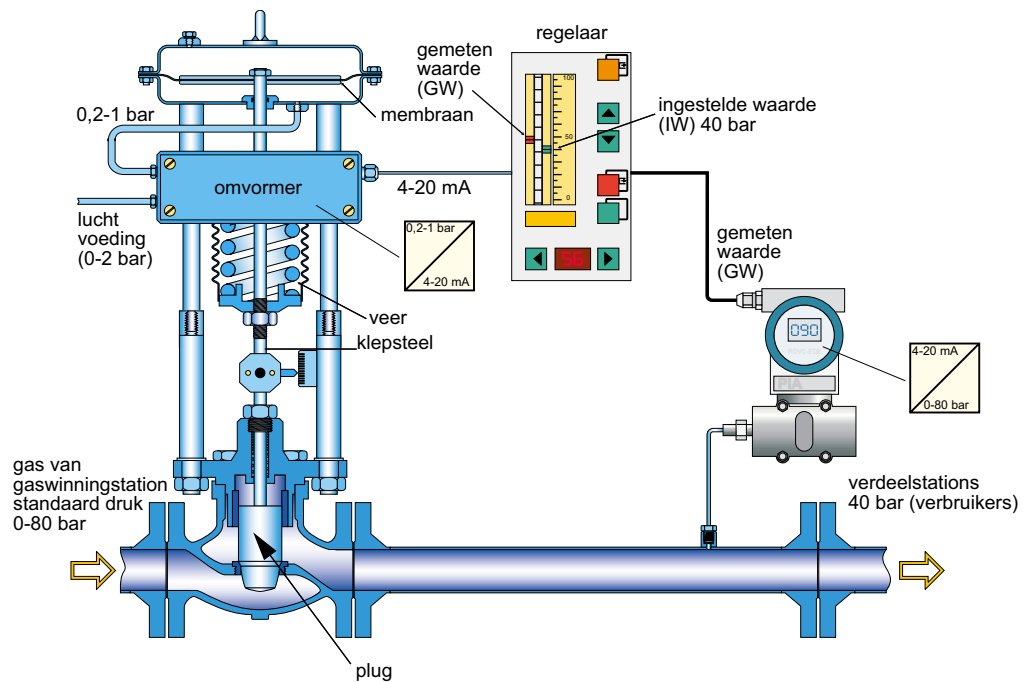 regelaar
gemeten
waarde
(GW)
100
50
0
ingestelde waarde
(IW) 40 bar
membraan
0,2-1 bar
omvormer
4-20 mA
lucht
voeding
(0-2 bar)
0,2-1 bar
4-20 mA
56
gemeten
waarde
(GW)
veer
klepsteel
090
PIA
4-20 mA
0-80 bar
gas van
gaswinningstation
standaard druk
0-80 bar
verdeelstations
40 bar (verbruikers)
plug